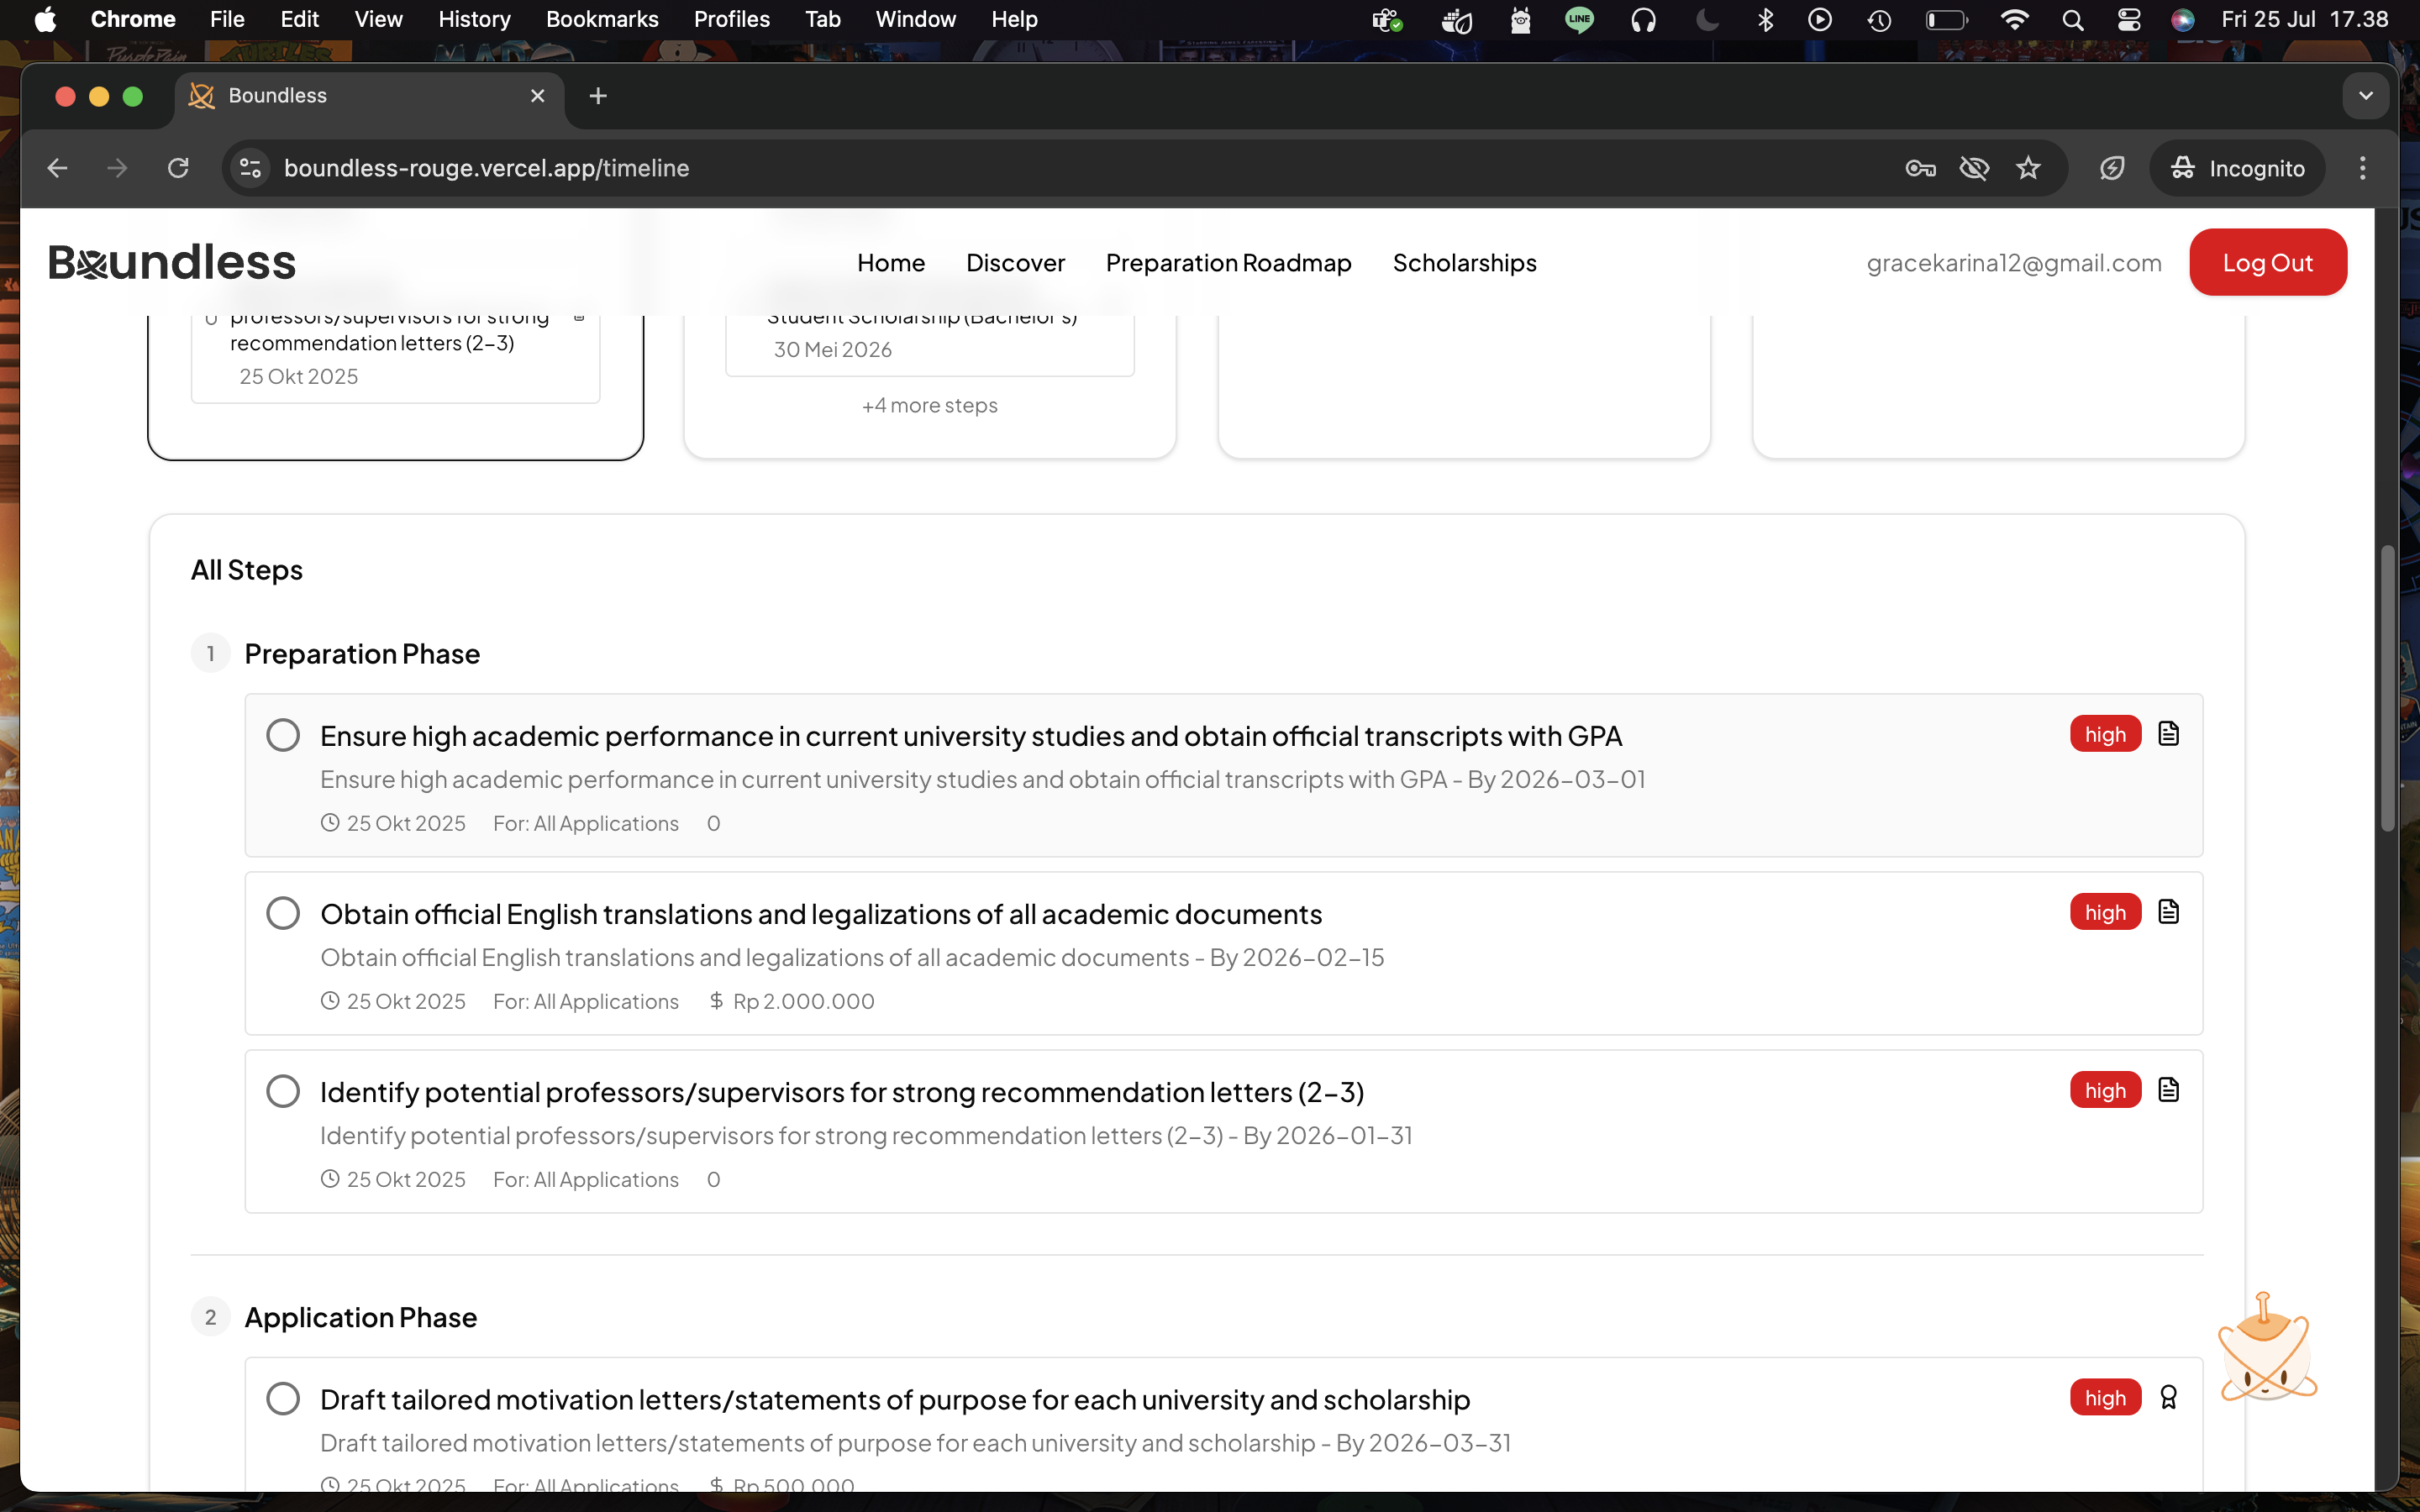 Chrome File Edit View History Bookmarks Profiles Tab Window Help LINE Fri 25 Jul 17.38
Boundless
boundless-rouge.vercel.app/timeline Incognito
Boundless Home Discover Preparation Roadmap Scholarships gracekarina12@gmail.com Log Out
professors/supervisors for strong
recommendation letters (2-3)
25 Okt 2025
Student Scholarship (Bachelor's)
30 Mei 2026
+4 more steps
All Steps
1 Preparation Phase
Ensure high academic performance in current university studies and obtain official transcripts with GPA high
Ensure high academic performance in current university studies and obtain official transcripts with GPA - By 2026-03-01
25 Okt 2025 For: All Applications 0
Obtain official English translations and legalizations of all academic documents high
Obtain official English translations and legalizations of all academic documents - By 2026-02-15
25 Okt 2025 For: All Applications $ Rp 2.000.000
Identify potential professors/supervisors for strong recommendation letters (2-3) high
Identify potential professors/supervisors for strong recommendation letters (2-3) - By 2026-01-31
25 Okt 2025 For: All Applications 0
2 Application Phase
Draft tailored motivation letters/statements of purpose for each university and scholarship high
Draft tailored motivation letters/statements of purpose for each university and scholarship - By 2026-03-31
25 Okt 2025 For: All Applications $ Rp 500.000